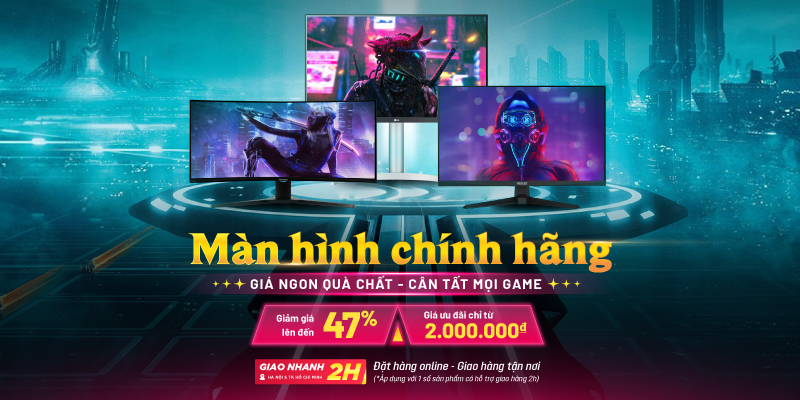 LG
ASUS
Màn hình chính hãng
GIÁ NGON QUÀ CHẤT - CÂN TẤT MỌI GAME
Giảm giá
lên đến
47%
Giá ưu đãi chỉ từ
2.000.000đ
GIAO NHANH
HÀ NỘI & TP. HỒ CHÍ MINH
2H
Đặt hàng online - Giao hàng tận nơi
(*Áp dụng với 1 số sản phẩm có hỗ trợ giao hàng 2h)